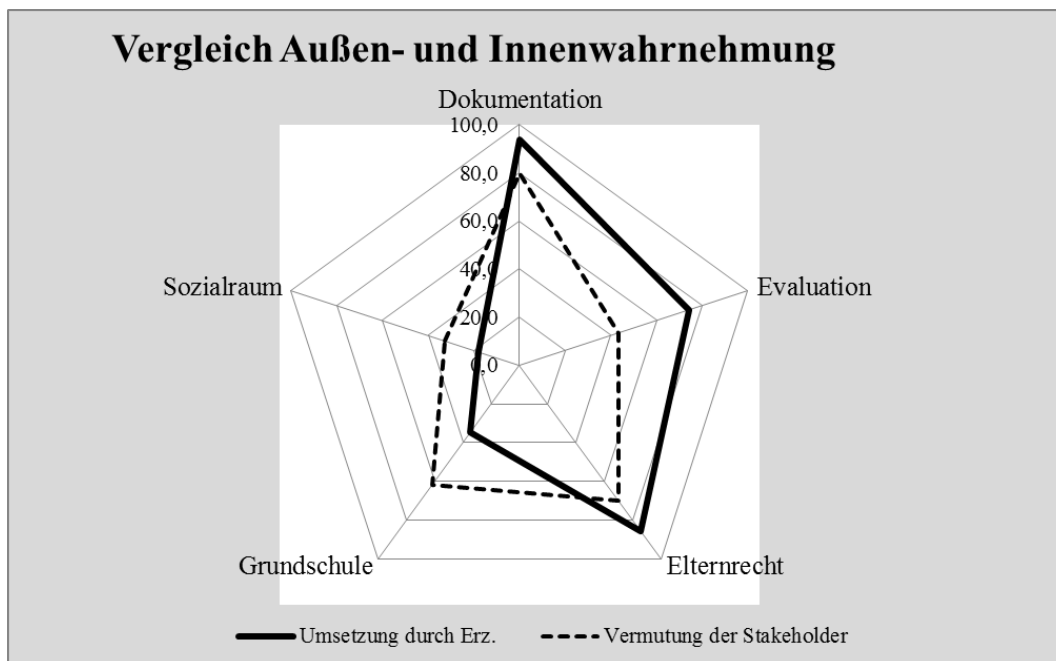 Vergleich Außen- und Innenwahrnehmung
Dokumentation
100,0
80,0
60,0
40,0
20,0
0,0
Sozialraum
Evaluation
Grundschule
Elternrecht
Umsetzung durch Erz.
Vermutung der Stakeholder